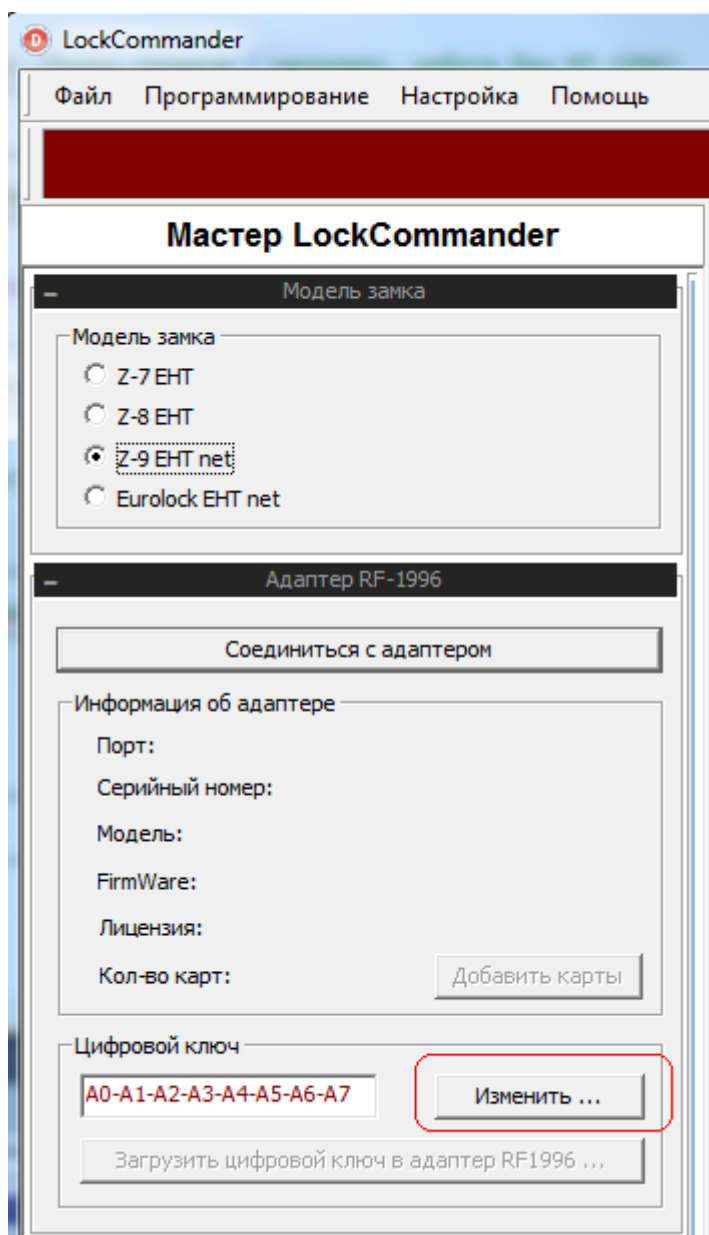 LockCommander
Файл Программирование Настройка Помощь
Мастер LockCommander
Модель замка
Модель замка
Z-7 EHT
Z-8 EHT
Z-9 EHT net
Eurolock EHT net
Адаптер RF-1996
Соединиться с адаптером
Информация об адаптере
Порт:
Серийный номер:
Модель:
FirmWare:
Лицензия:
Кол-во карт: Добавить карты
Цифровой ключ
A0-A1-A2-A3-A4-A5-A6-A7 Изменить ...
Загрузить цифровой ключ в адаптер RF1996 ...